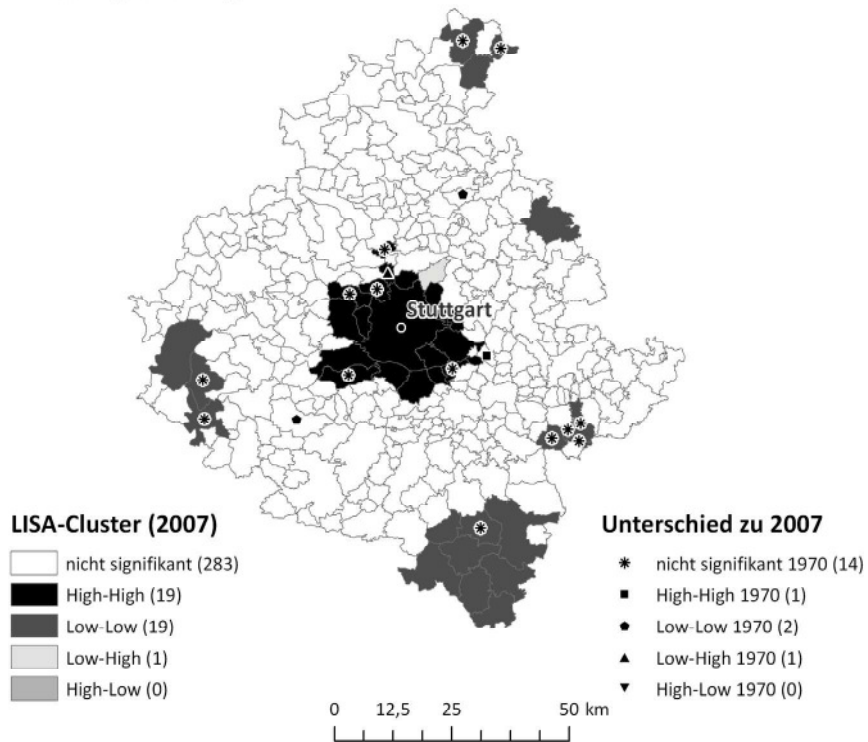 Stuttgart
LISA-Cluster (2007)
nicht signifikant (283)
High-High (19)
Low-Low (19)
Low-High (1)
High-Low (0)
Unterschied zu 2007
nicht signifikant 1970 (14)
High-High 1970 (1)
Low-Low 1970 (2)
Low-High 1970 (1)
High-Low 1970 (0)
0 12,5 25 50 km